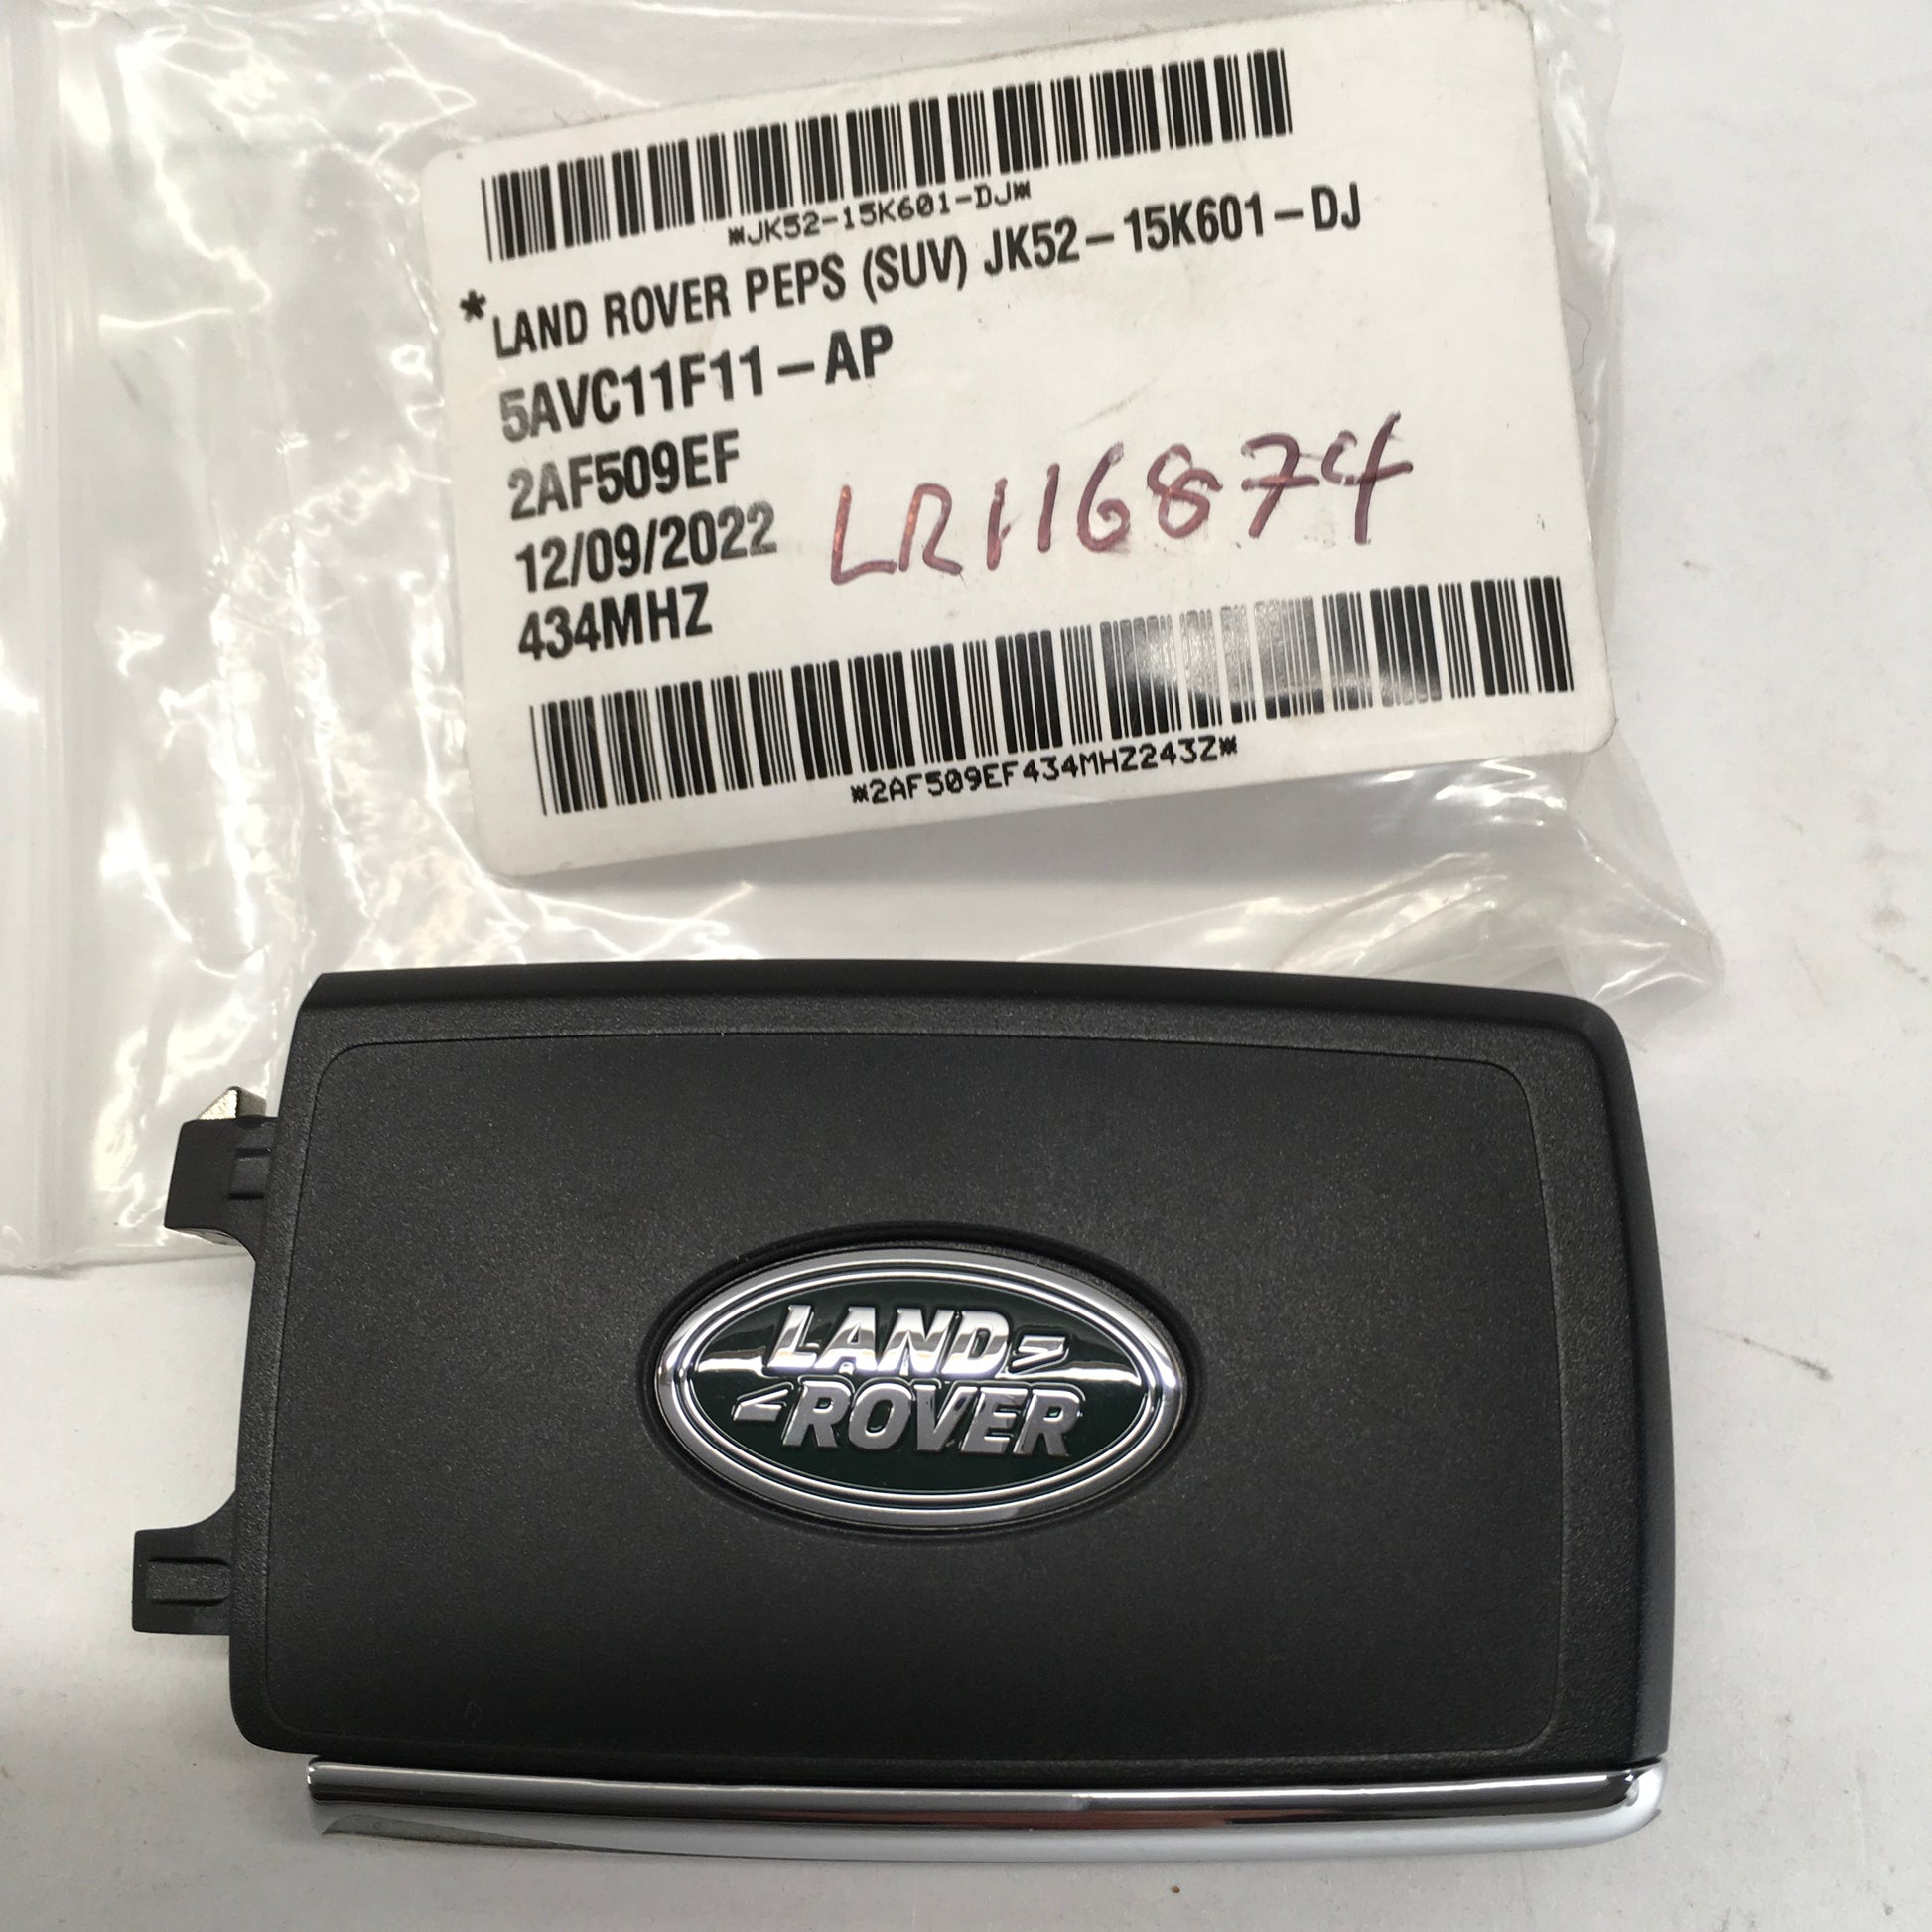 *JK52-15K601-DJ*
*LAND ROVER PEPS (SUV) JK52-15K601-DJ
5AVC11F11-AP
2AF509EF
12/09/2022
434MHZ
LR116874
*2AF509EF434MHZ243Z*
LAND
ROVER